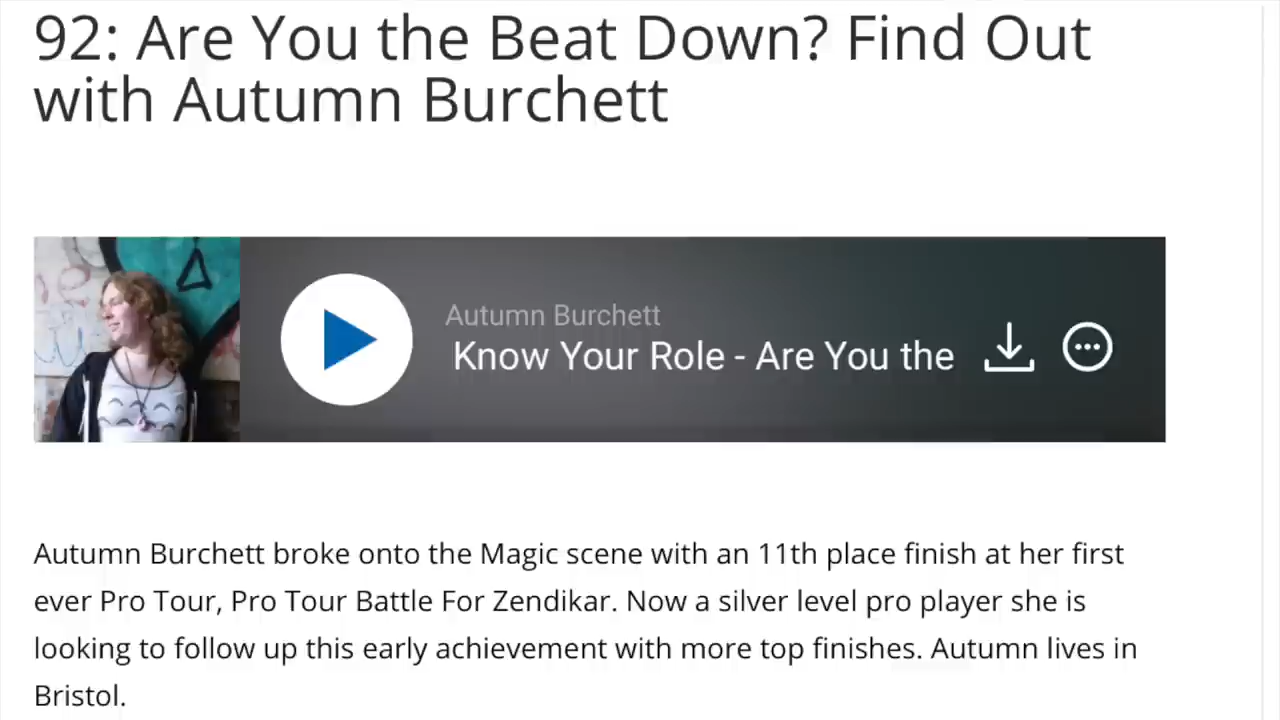 92: Are You the Beat Down? Find Out
with Autumn Burchett
Autumn Burchett
Know Your Role - Are You the
Autumn Burchett broke onto the Magic scene with an 11th place finish at her first
ever Pro Tour, Pro Tour Battle For Zendikar. Now a silver level pro player she is
looking to follow up this early achievement with more top finishes. Autumn lives in
Bristol.